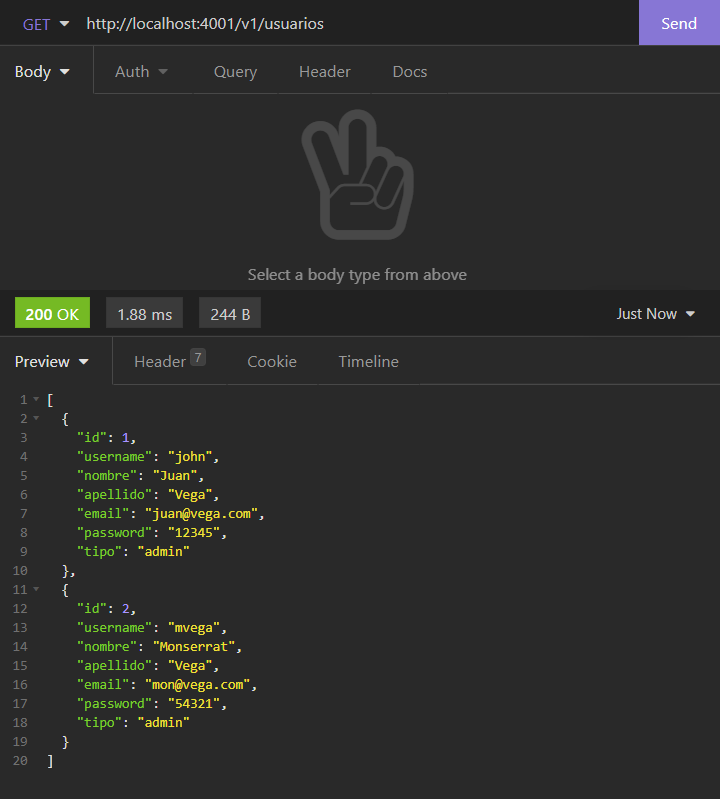 GET http://localhost:4001/v1/usuarios Send
Body Auth Query Header Docs
Select a body type from above
200 OK 1.88 ms 244 B Just Now
Preview Header 7 Cookie Timeline
1 [
2 {
3 "id": 1,
4 "username": "john",
5 "nombre": "Juan",
6 "apellido": "Vega",
7 "email": "juan@vega.com",
8 "password": "12345",
9 "tipo": "admin"
10 },
11 {
12 "id": 2,
13 "username": "mvega",
14 "nombre": "Monserrat",
15 "apellido": "Vega",
16 "email": "mon@vega.com",
17 "password": "54321",
18 "tipo": "admin"
19 }
20 ]